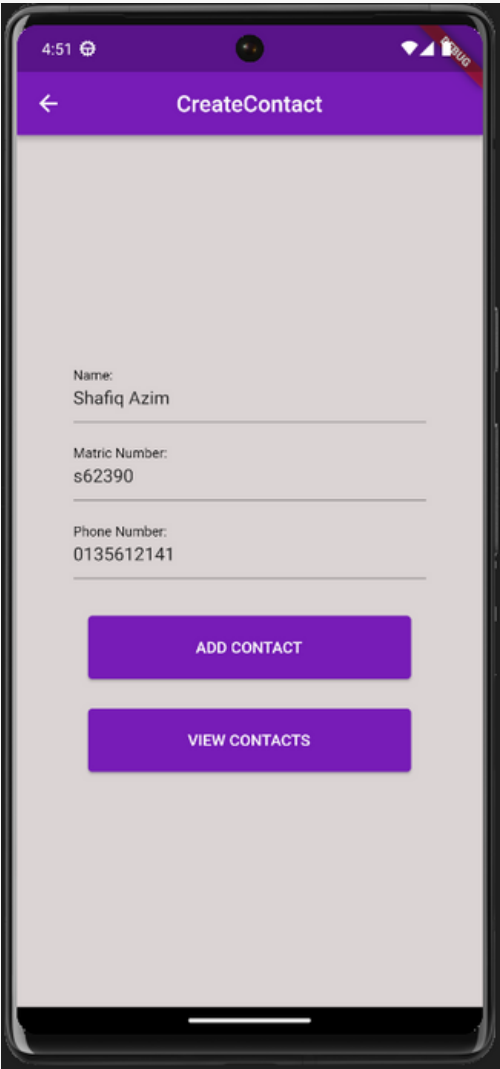 4:51
DEBUG
CreateContact
Name:
Shafiq Azim
Matric Number:
s62390
Phone Number:
0135612141
ADD CONTACT
VIEW CONTACTS